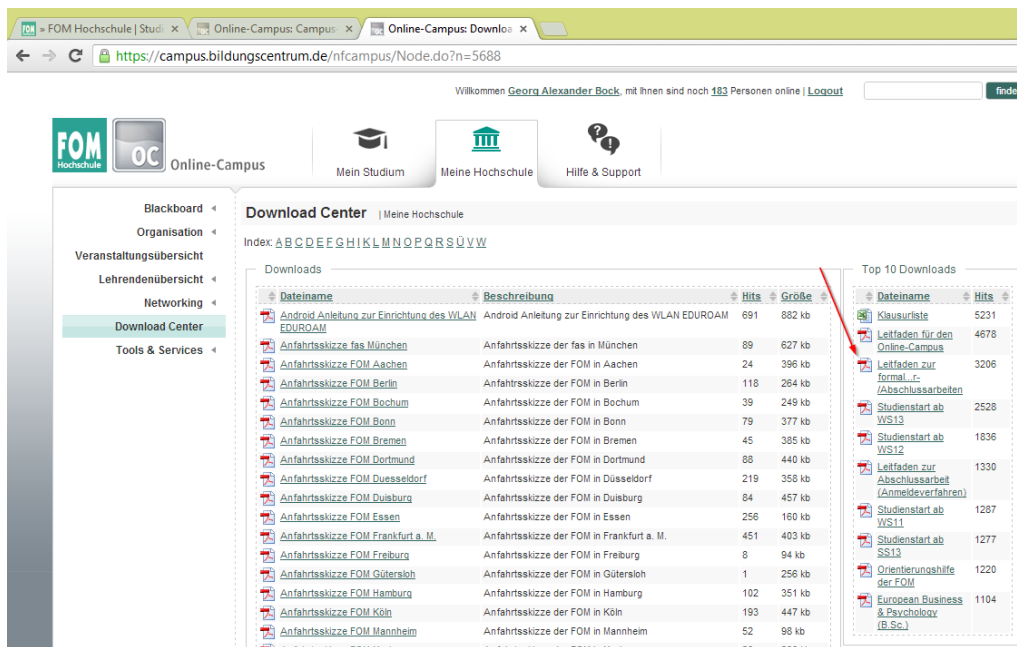 » FOM Hochschule | Studi
Online-Campus: Campus
Online-Campus: Downloa
https://campus.bildungscentrum.de/nfcampus/Node.do?n=5688
Willkommen Georg Alexander Bock, mit Ihnen sind noch 183 Personen online | Logout
finde
FOM
Hochschule
OC
Online-Campus
Mein Studium
Meine Hochschule
Hilfe & Support
Blackboard
Organisation
Veranstaltungsübersicht
Lehrendenübersicht
Networking
Download Center
Tools & Services
Download Center | Meine Hochschule
Index: A B C D E F G H I K L M N O P Q R S Ü V W
Downloads
Dateiname Beschreibung Hits Größe
Android Anleitung zur Einrichtung des WLAN Android Anleitung zur Einrichtung des WLAN EDUROAM 691 882 kb
EDUROAM
Anfahrtsskizze fas München Anfahrtsskizze der fas in München 89 627 kb
Anfahrtsskizze FOM Aachen Anfahrtsskizze der FOM in Aachen 24 396 kb
Anfahrtsskizze FOM Berlin Anfahrtsskizze der FOM in Berlin 118 264 kb
Anfahrtsskizze FOM Bochum Anfahrtsskizze der FOM in Bochum 39 249 kb
Anfahrtsskizze FOM Bonn Anfahrtsskizze der FOM in Bonn 79 377 kb
Anfahrtsskizze FOM Bremen Anfahrtsskizze der FOM in Bremen 45 385 kb
Anfahrtsskizze FOM Dortmund Anfahrtsskizze der FOM in Dortmund 88 440 kb
Anfahrtsskizze FOM Duesseldorf Anfahrtsskizze der FOM in Düsseldorf 219 358 kb
Anfahrtsskizze FOM Duisburg Anfahrtsskizze der FOM in Duisburg 84 457 kb
Anfahrtsskizze FOM Essen Anfahrtsskizze der FOM in Essen 256 160 kb
Anfahrtsskizze FOM Frankfurt a. M. Anfahrtsskizze der FOM in Frankfurt a. M. 451 403 kb
Anfahrtsskizze FOM Freiburg Anfahrtsskizze der FOM in Freiburg 8 94 kb
Anfahrtsskizze FOM Gütersloh Anfahrtsskizze der FOM in Gütersloh 1 256 kb
Anfahrtsskizze FOM Hamburg Anfahrtsskizze der FOM in Hamburg 102 351 kb
Anfahrtsskizze FOM Köln Anfahrtsskizze der FOM in Köln 193 447 kb
Anfahrtsskizze FOM Mannheim Anfahrtsskizze der FOM in Mannheim 52 98 kb
Top 10 Downloads
Dateiname Hits
Klausurliste 5231
Leitfaden für den 4678
Online-Campus
Leitfaden zur 3206
formal...r-
/Abschlussarbeiten
Studienstart ab 2528
WS13
Studienstart ab 1836
WS12
Leitfaden zur 1330
Abschlussarbeit
(Anmeldeverfahren)
Studienstart ab 1287
WS11
Studienstart ab 1277
SS13
Orientierungshilfe 1220
der FOM
European Business 1104
& Psychology
(B.Sc.)